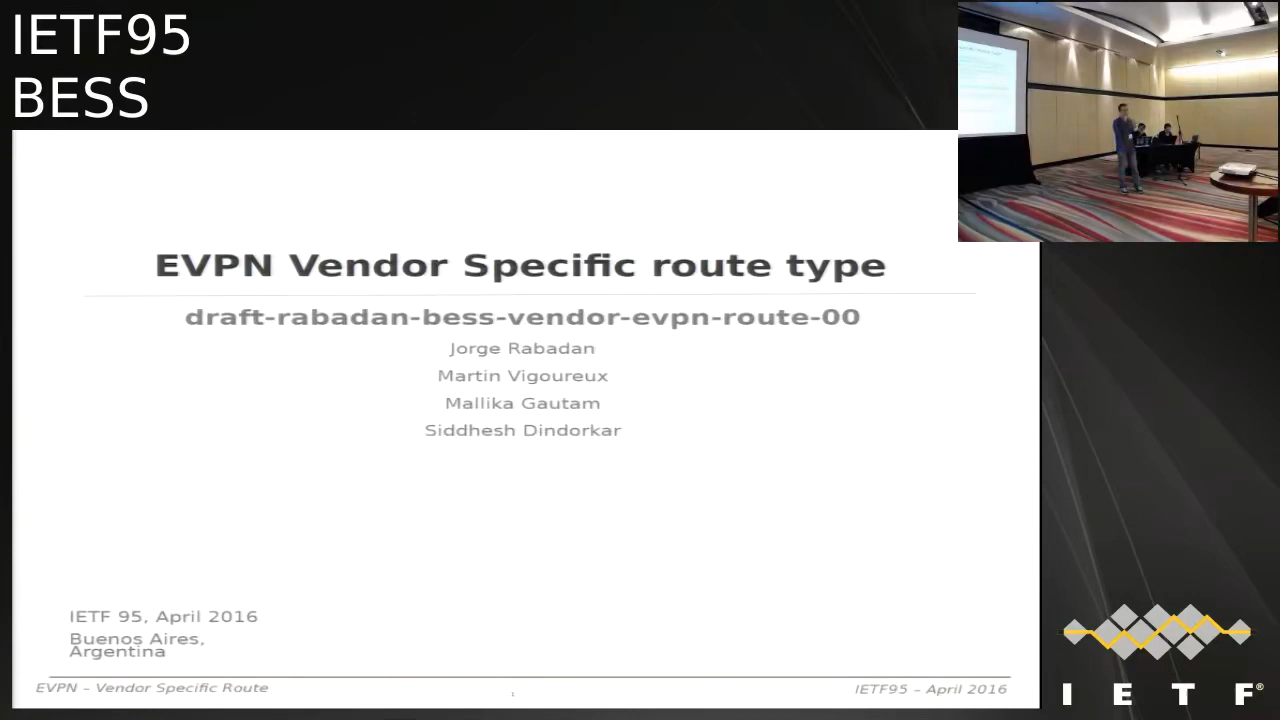 IETF95
BESS
EVPN Vendor Specific route type
draft-rabadan-bess-vendor-evpn-route-00
Jorge Rabadan
Martin Vigoureux
Mallika Gautam
Siddhesh Dindorkar
IETF 95, April 2016
Buenos Aires,
Argentina
EVPN – Vendor Specific Route
1
IETF95 – April 2016
I E T F®